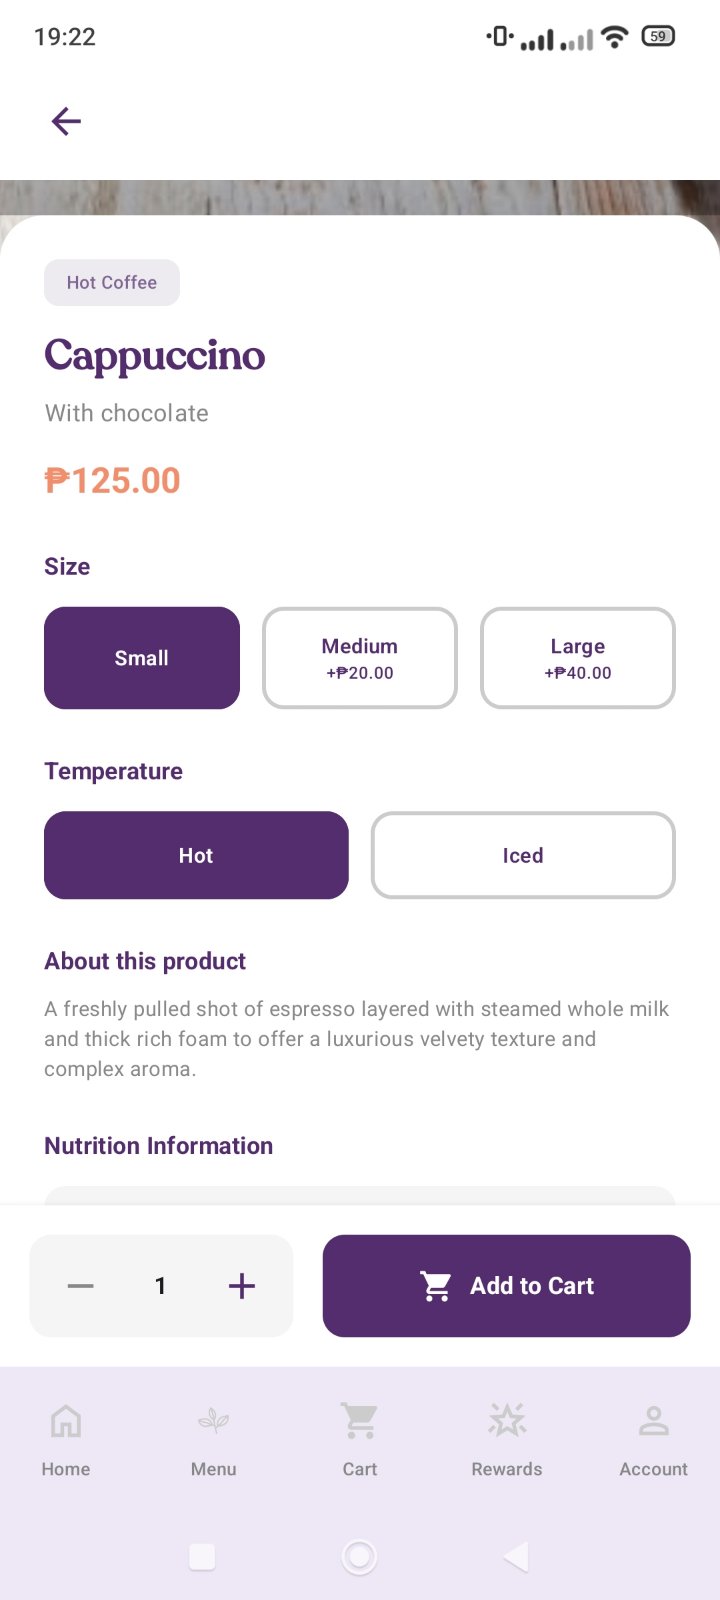 19:22
59
Hot Coffee
Cappuccino
With chocolate
₱125.00
Size
Small
Medium
+₱20.00
Large
+₱40.00
Temperature
Hot
Iced
About this product
A freshly pulled shot of espresso layered with steamed whole milk
and thick rich foam to offer a luxurious velvety texture and
complex aroma.
Nutrition Information
1
Add to Cart
Home
Menu
Cart
Rewards
Account